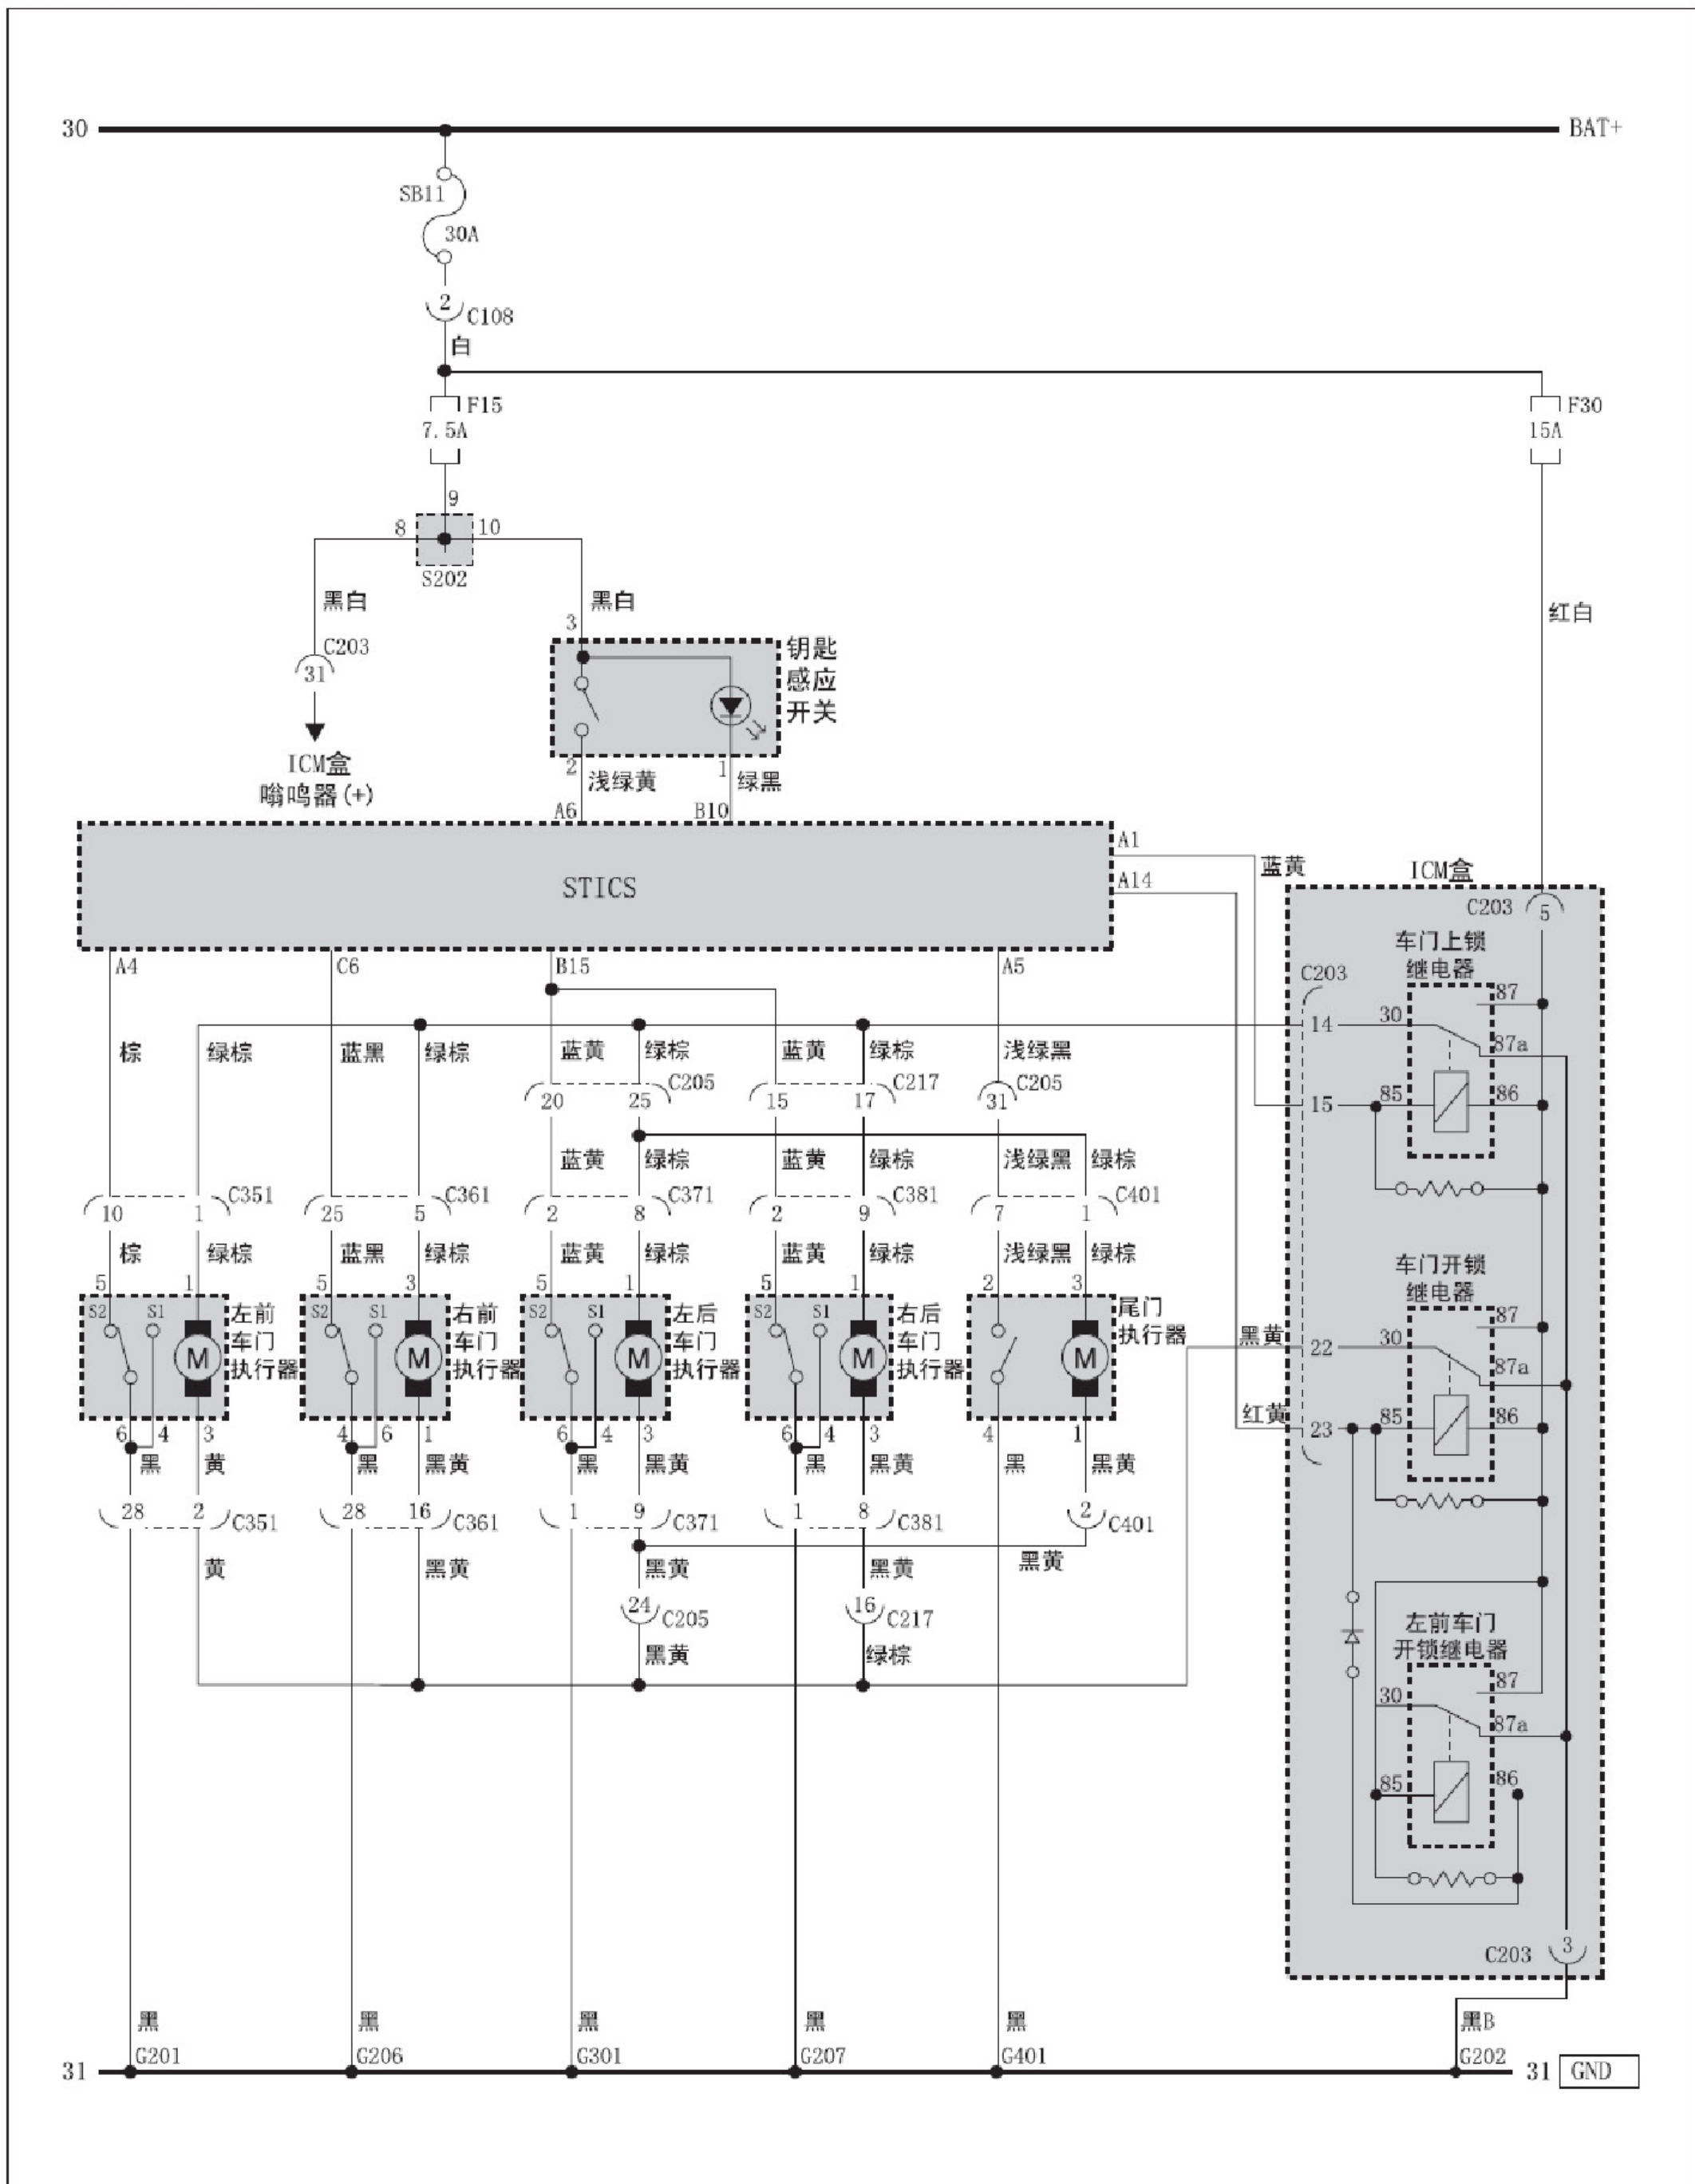 30 BAT+
SB11
30A
2 C108
白
F15 F30
7.5A 15A
9
8 10
S202
黑白 黑白 红白
3
C203
31
钥匙
感应
开关
ICM盒
嗡鸣器(+)
2 浅绿黄 1 绿黑
A6 B10
A1
STICS
A14
蓝黄
ICM盒
C203 5
A4 C6 B15 A5
车门上锁
继电器
C203
87
14 30
87a
棕 绿棕 蓝黑 绿棕 蓝黄 绿棕 蓝黄 绿棕 浅绿黑
C205 C217 C205
20 25 15 17 31
15 85 86
蓝黄 绿棕 蓝黄 绿棕 浅绿黑 绿棕
C351 C361 C371 C381 C401
10 1 25 5 2 8 2 9 7 1
棕 绿棕 蓝黑 绿棕 蓝黄 绿棕 蓝黄 绿棕 浅绿黑 绿棕
车门开锁
继电器
5 1 5 3 5 1 5 1 2 3
S2 S1 S2 S1 S2 S1 S2 S1
M M M M M
左前
车门
执行器
右前
车门
执行器
左后
车门
执行器
右后
车门
执行器
尾门
执行器
87
黑黄 22 30
87a
红黄 23 85 86
6 4 3 4 6 1 6 4 3 6 4 3 4 1
黑 黄 黑 黑黄 黑 黑黄 黑 黑黄 黑 黑黄
28 2 C351 28 16 C361 1 9 C371 1 8 C381 2 C401
黄 黑黄 黑黄 黑黄 黑黄
24 C205 16 C217
黑黄 绿棕
左前车门
开锁继电器
87
30
87a
85 86
C203 3
黑 黑 黑 黑 黑 黑B
G201 G206 G301 G207 G401 G202
31 31 GND